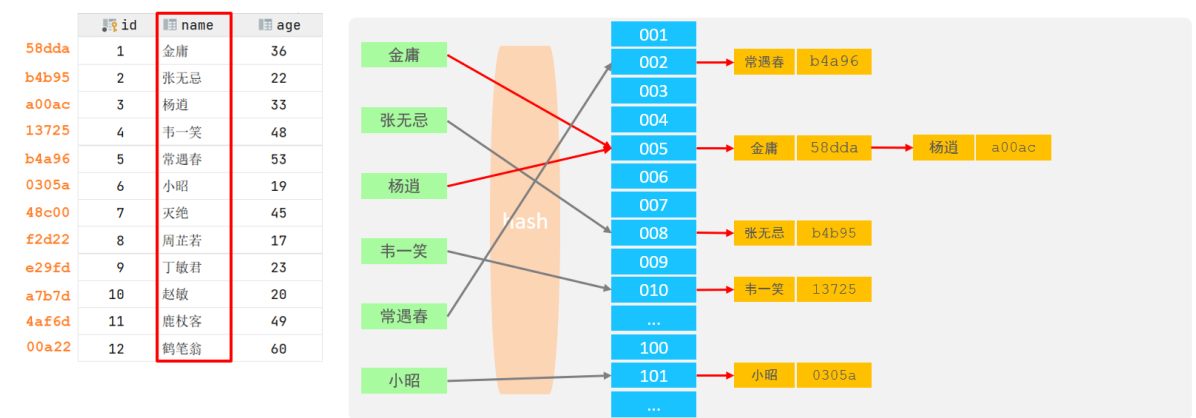 id name age
58dda 1 金庸 36
b4b95 2 张无忌 22
a00ac 3 杨逍 33
13725 4 韦一笑 48
b4a96 5 常遇春 53
0305a 6 小昭 19
48c00 7 灭绝 45
f2d22 8 周芷若 17
e29fd 9 丁敏君 23
a7b7d 10 赵敏 20
4af6d 11 鹿杖客 49
00a22 12 鹤笔翁 60
金庸
张无忌
杨逍
韦一笑
常遇春
小昭
hash
001
002 常遇春 b4a96
003
004
005 金庸 58dda 杨逍 a00ac
006
007
008 张无忌 b4b95
009
010 韦一笑 13725
...
100
101 小昭 0305a
...